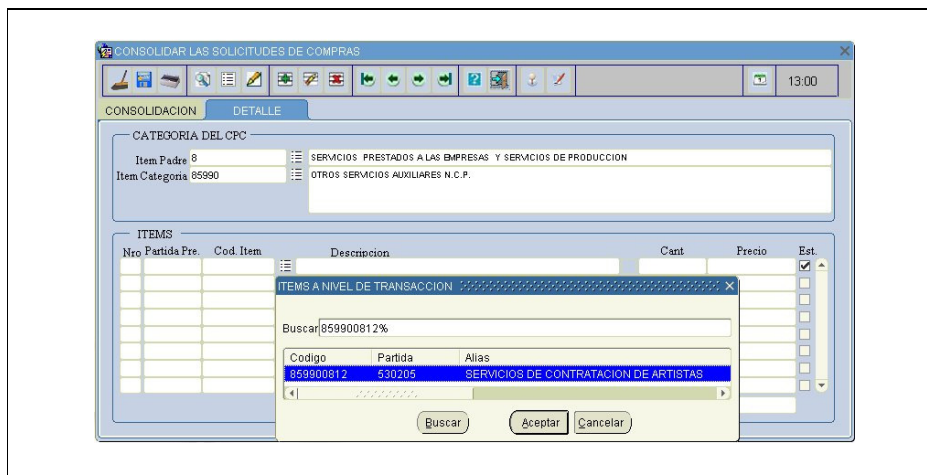 CONSOLIDAR LAS SOLICITUDES DE COMPRAS
13:00
CONSOLIDACION DETALLE
CATEGORIA DEL CPC
Item Padre 8 SERVICIOS PRESTADOS A LAS EMPRESAS Y SERVICIOS DE PRODUCCION
Item Categoria 85990 OTROS SERVICIOS AUXILIARES N.C.P.
ITEMS
Nro Partida Pre. Cod. Item Descripcion Cant Precio Est.
ITEMS A NIVEL DE TRANSACCION
Buscar 859900812%
Codigo Partida Alias
859900812 530205 SERVICIOS DE CONTRATACION DE ARTISTAS
Buscar Aceptar Cancelar